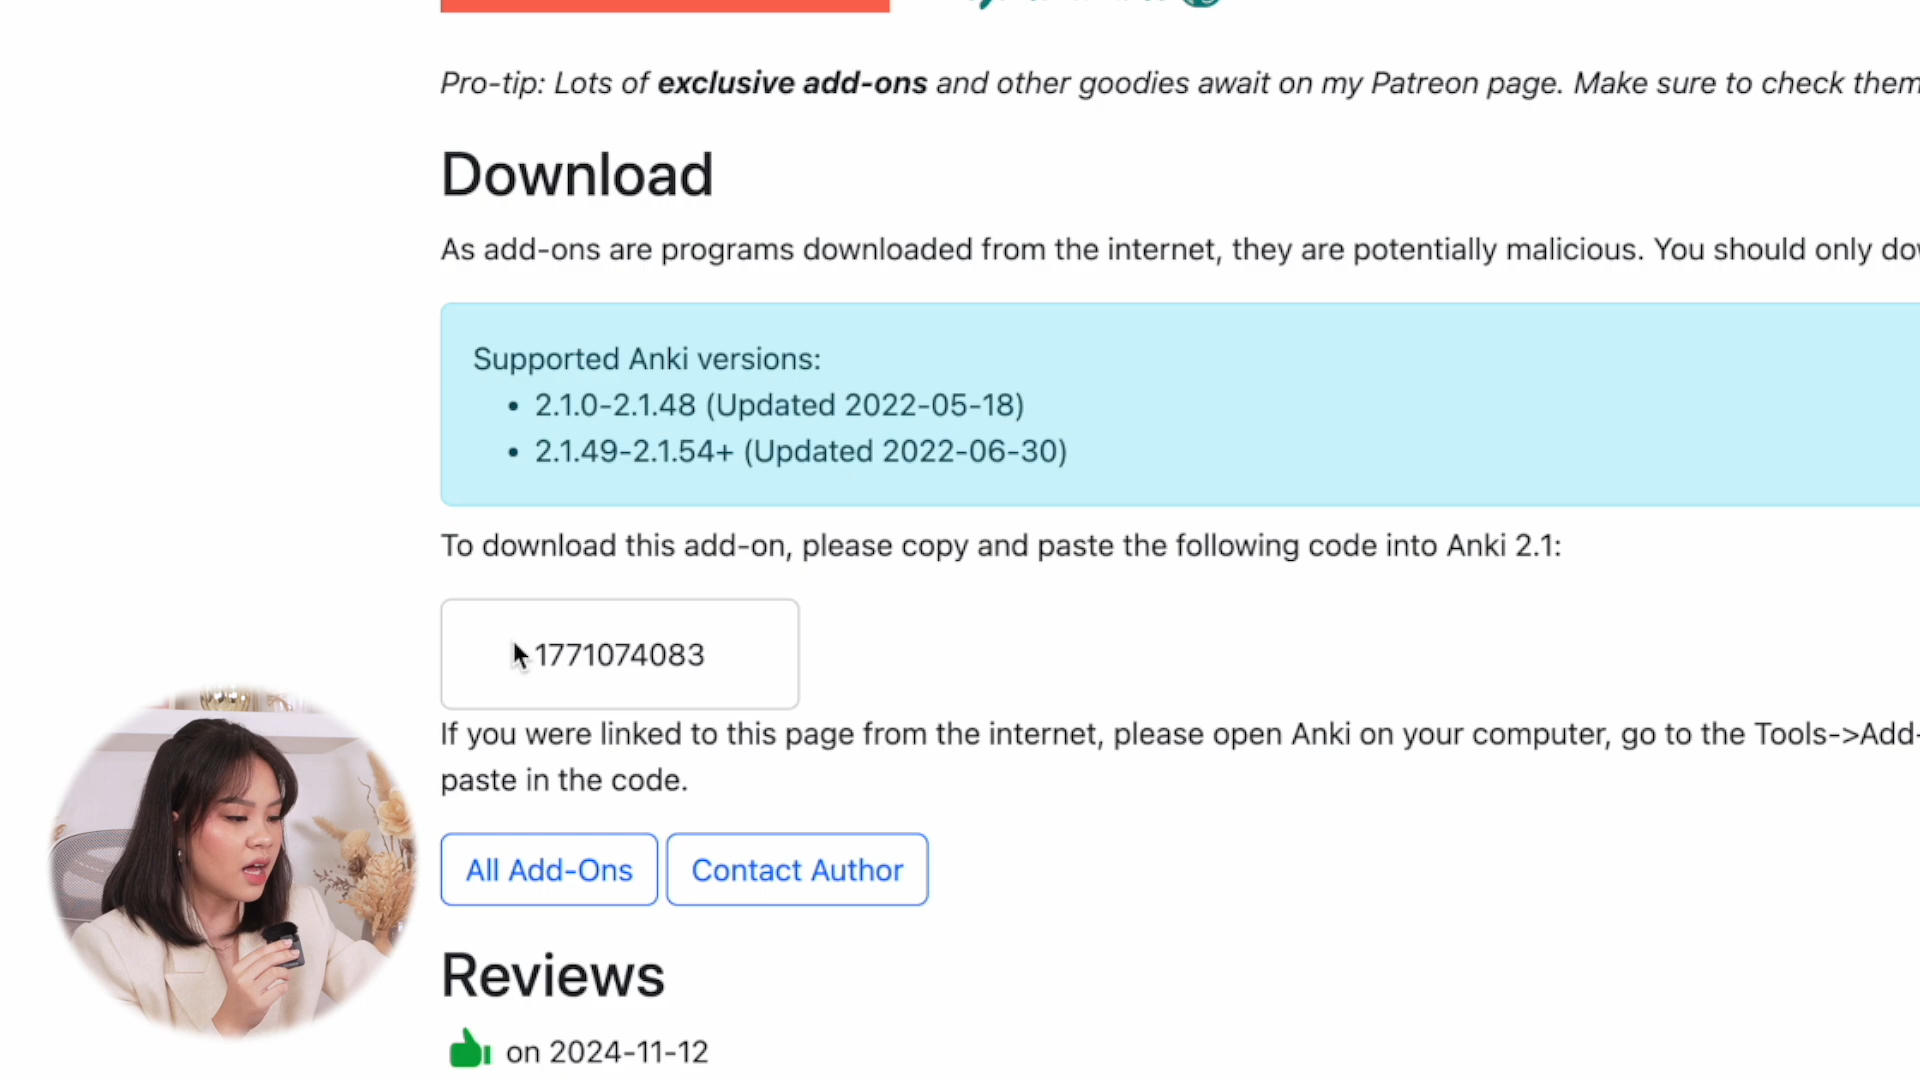 Pro-tip: Lots of exclusive add-ons and other goodies await on my Patreon page. Make sure to check them
Download
As add-ons are programs downloaded from the internet, they are potentially malicious. You should only
Supported Anki versions:
• 2.1.0-2.1.48 (Updated 2022-05-18)
• 2.1.49-2.1.54+ (Updated 2022-06-30)
To download this add-on, please copy and paste the following code into Anki 2.1:
1771074083
If you were linked to this page from the internet, please open Anki on your computer, go to the Tools->Add-
paste in the code.
All Add-Ons
Contact Author
Reviews
on 2024-11-12